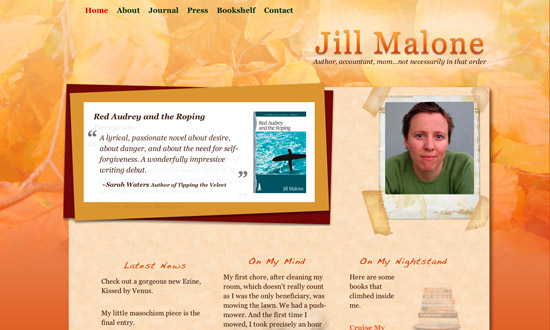 Home About Journal Press Bookshelf Contact
Jill Malone
Author, accountant, mom...not necessarily in that order
Red Audrey and the Roping
“ A lyrical, passionate novel about desire,
about danger, and about the need for self-
forgiveness. A wonderfully impressive
writing debut. ”
~Sarah Waters Author of Tipping the Velvet
Red Audrey
and the Roping
Jill Malone
Latest News
Check out a gorgeous new Ezine,
Kissed by Venus.
My little masochism piece is the
final entry.
On My Mind
My first chore, after cleaning my
room, which doesn't really count
as I was the only beneficiary, was
mowing the lawn. We had a push-
mower. And the first time I
mowed, I took precisely an hour
On My Nightstand
Here are some
books that
climbed inside
me.
Cruise My